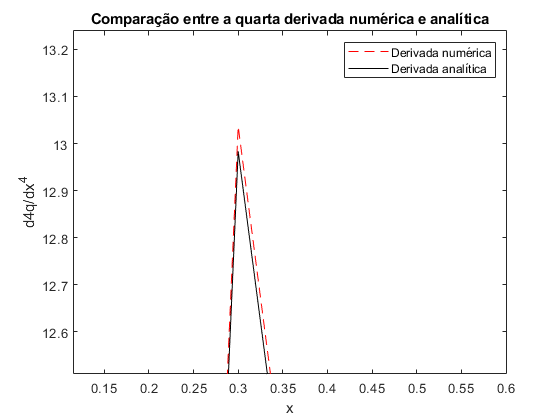 Comparação entre a quarta derivada numérica e analítica
Derivada numérica
Derivada analítica
13.2
13.1
13
12.9
12.8
12.7
12.6
d4q/dx⁴
0.15 0.2 0.25 0.3 0.35 0.4 0.45 0.5 0.55 0.6
x